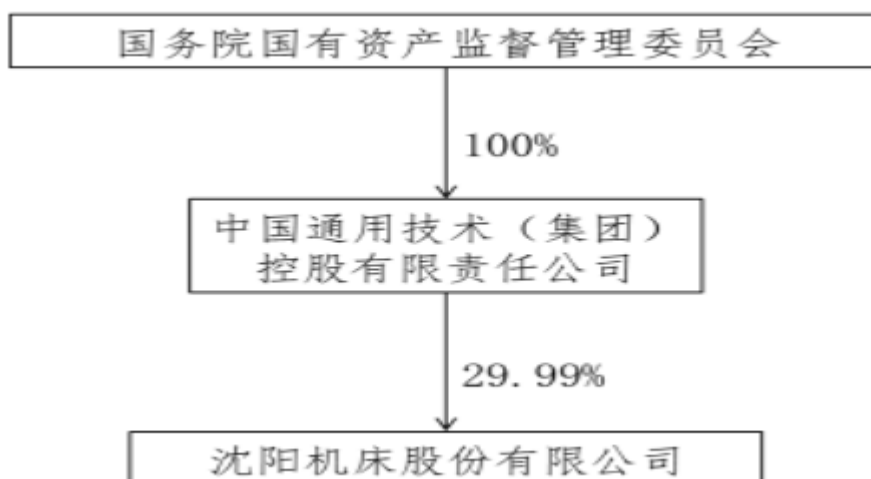 国务院国有资产监督管理委员会
100%
中国通用技术（集团）
控股有限责任公司
29.99%
沈阳机床股份有限公司